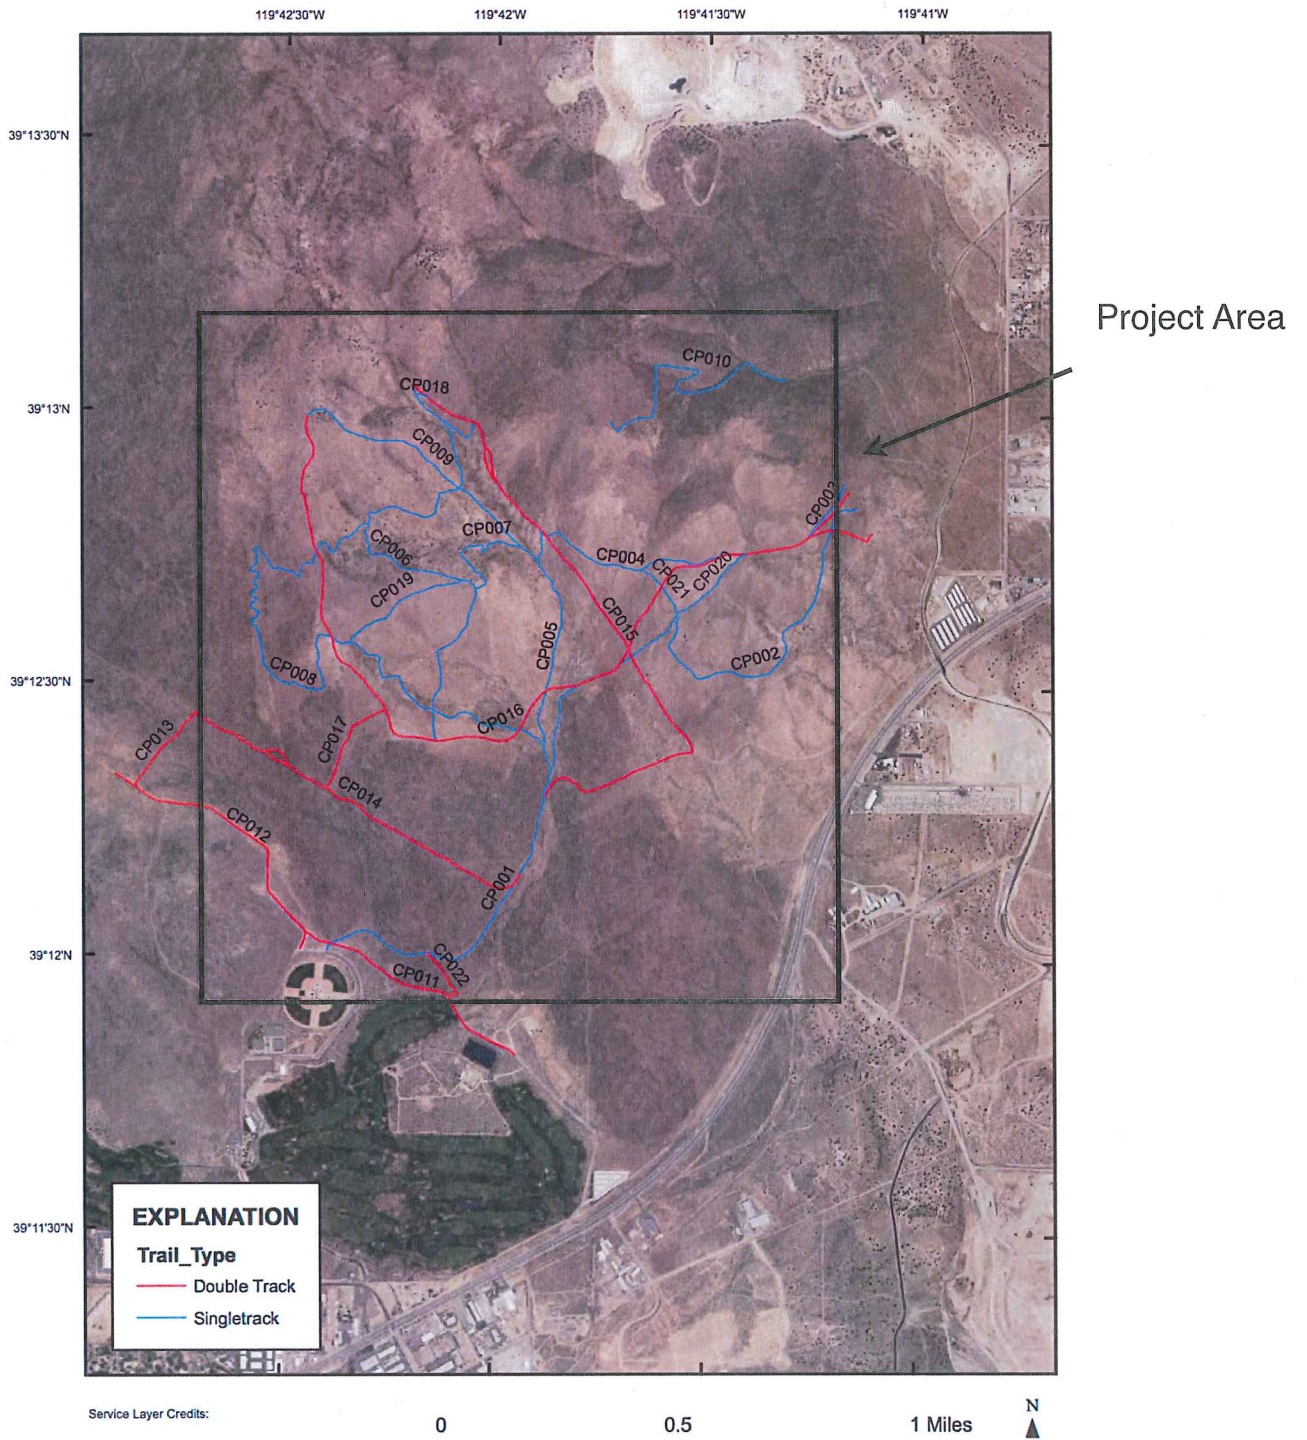 119°42'30"W
119°42'W
119°41'30"W
119°41'W
39°13'30"N
39°13'N
39°12'30"N
39°12'N
39°11'30"N
Project Area
CP010
CP018
CP009
CP003
CP007
CP006
CP004
CP021
CP020
CP019
CP015
CP005
CP002
CP008
CP016
CP013
CP017
CP014
CP012
CP001
CP022
CP011
EXPLANATION
Trail_Type
Double Track
Singletrack
Service Layer Credits:
0 0.5 1 Miles
N